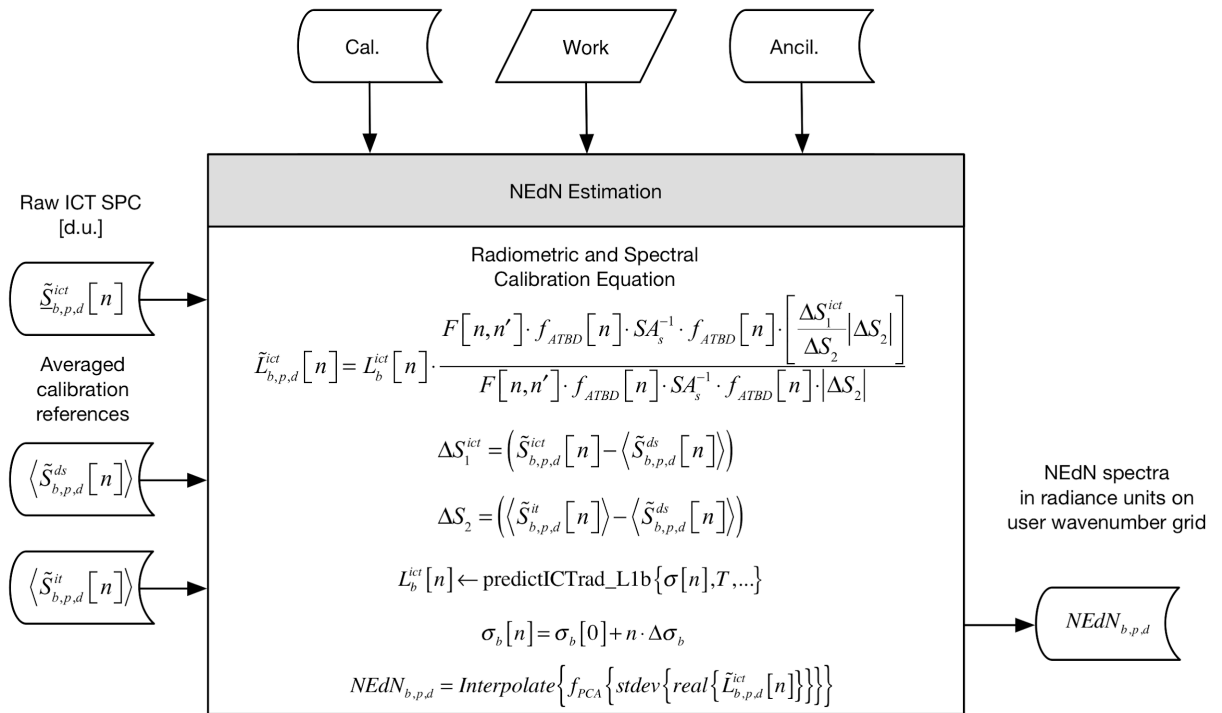 Cal.
Work
Ancil.
NEdN Estimation
Raw ICT SPC
[d.u.]
S̲̃^{ict}_{b,p,d}[n]
Averaged
calibration
references
⟨S̃^{ds}_{b,p,d}[n]⟩
⟨S̃^{it}_{b,p,d}[n]⟩
Radiometric and Spectral
Calibration Equation
L̃^{ict}_{b,p,d}[n] = L^{ict}_b[n] · \frac{F[n,n′] · f_{ATBD}[n] · SA_s^{-1} · f_{ATBD}[n] · [\frac{ΔS_1^{ict}}{ΔS_2}|ΔS_2|]}{F[n,n′] · f_{ATBD}[n] · SA_s^{-1} · f_{ATBD}[n] · |ΔS_2|}
ΔS_1^{ict} = (S̃^{ict}_{b,p,d}[n] − ⟨S̃^{ds}_{b,p,d}[n]⟩)
ΔS_2 = (⟨S̃^{it}_{b,p,d}[n]⟩ − ⟨S̃^{ds}_{b,p,d}[n]⟩)
L^{ict}_b[n] ← predictICTrad_L1b{σ[n],T,...}
σ_b[n] = σ_b[0] + n · Δσ_b
NEdN_{b,p,d} = Interpolate{f_{PCA}{stdev{real{L̃^{ict}_{b,p,d}[n]}}}}
NEdN spectra
in radiance units on
user wavenumber grid
NEdN_{b,p,d}